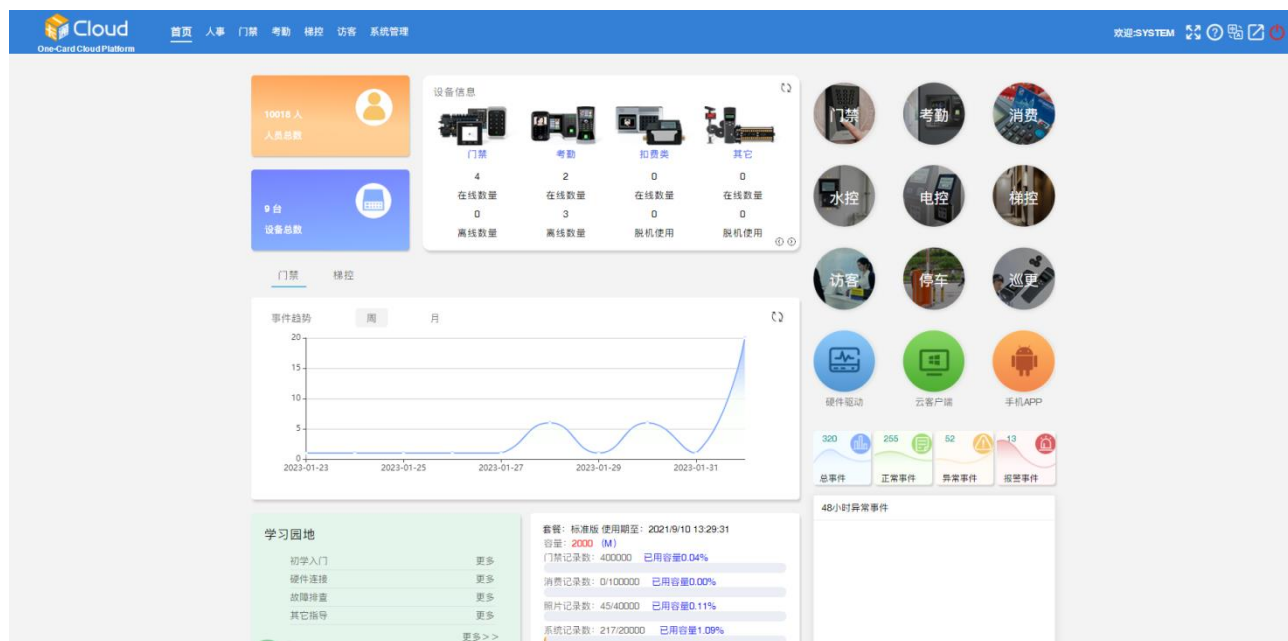 Cloud
One-Card Cloud Platform
首页 人事 门禁 考勤 梯控 访客 系统管理
欢迎:SYSTEM
10018 人
人员总数
9 台
设备总数
设备信息
门禁 考勤 扣费类 其它
4 2 0 0
在线数量 在线数量 在线数量 在线数量
0 3 0 0
离线数量 离线数量 脱机使用 脱机使用
门禁 考勤 消费
水控 电控 梯控
访客 停车 巡更
硬件驱动 云客户端 手机APP
门禁 梯控
事件趋势 周 月
20
15
10
5
0
2023-01-23 2023-01-25 2023-01-27 2023-01-29 2023-01-31
320 255 52 13
总事件 正常事件 异常事件 报警事件
48小时异常事件
学习园地
初学入门 更多
硬件连接 更多
故障排查 更多
其它指导 更多
更多>>
套餐：标准版 使用期至：2021/9/10 13:29:31
容量：2000 (M)
门禁记录数：400000 已用容量0.04%
消费记录数：0/100000 已用容量0.00%
照片记录数：45/40000 已用容量0.11%
系统记录数：217/20000 已用容量1.09%